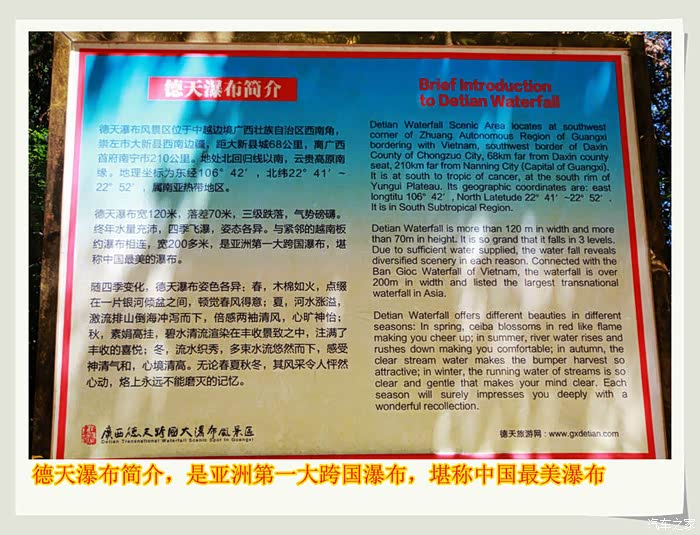 德天瀑布简介
德天瀑布风景区位于中越边境广西壮族自治区西南角，
崇左市大新县西南边疆，距大新县城68公里，离广西
首府南宁市210公里。地处北回归线以南，云贵高原南
缘。地理坐标为东经106°42′，北纬22°41′~
22°52′，属南亚热带地区。
德天瀑布宽120米，落差70米，三级跌落，气势磅礴。
终年水量充沛，四季飞瀑，姿态各异。与紧邻的越南板
约瀑布相连，宽200多米，是亚洲第一大跨国瀑布，堪
称中国最美的瀑布。
随四季变化，德天瀑布姿色各异：春，木棉如火，点缀
在一片银河倾盆之间，顿觉春风得意；夏，河水涨溢，
激流排山倒海冲泻而下，倍感两袖清风，心旷神怡；
秋，素娟高挂，碧水清流渲染在丰收景致之中，注满了
丰收的喜悦；冬，流水织秀，多束水流悠然而下，感受
神清气和，心境清高。无论春夏秋冬，其风采令人怦然
心动，烙上永远不能磨灭的记忆。
廣西德天跨國大瀑布風景区
Detian Transnational Waterfall Scenic Spot In Guangxi
Brief Introduction
to Detian Waterfall
Detian Waterfall Scenic Area locates at southwest
corner of Zhuang Autonomous Region of Guangxi
bordering with Vietnam, southwest border of Daxin
County of Chongzuo City, 68km far from Daxin county
seat, 210km far from Nanning City (Capital of Guangxi).
It is at south to tropic of cancer, at the south rim of
Yungui Plateau. Its geographic coordinates are: east
longtitu 106°42′, North Latetude 22°41′~22°52′.
It is in South Subtropical Region.
Detian Waterfall is more than 120 m in width and more
than 70m in height. It is so grand that it falls in 3 levels.
Due to sufficient water supplied, the water fall reveals
diversified scenery in each reason. Connected with the
Ban Gioc Waterfall of Vietnam, the waterfall is over
200m in width and listed the largest transnational
waterfall in Asia.
Detian Waterfall offers different beauties in different
seasons: In spring, ceiba blossoms in red like flame
making you cheer up; in summer, river water rises and
rushes down making you comfortable; in autumn, the
clear stream water makes the bumper harvest so
attractive; in winter, the running water of streams is so
clear and gentle that makes your mind clear. Each
season will surely impresses you deeply with a
wonderful recollection.
德天旅游网：www.gxdetian.com
德天瀑布简介，是亚洲第一大跨国瀑布，堪称中国最美瀑布
汽车之家